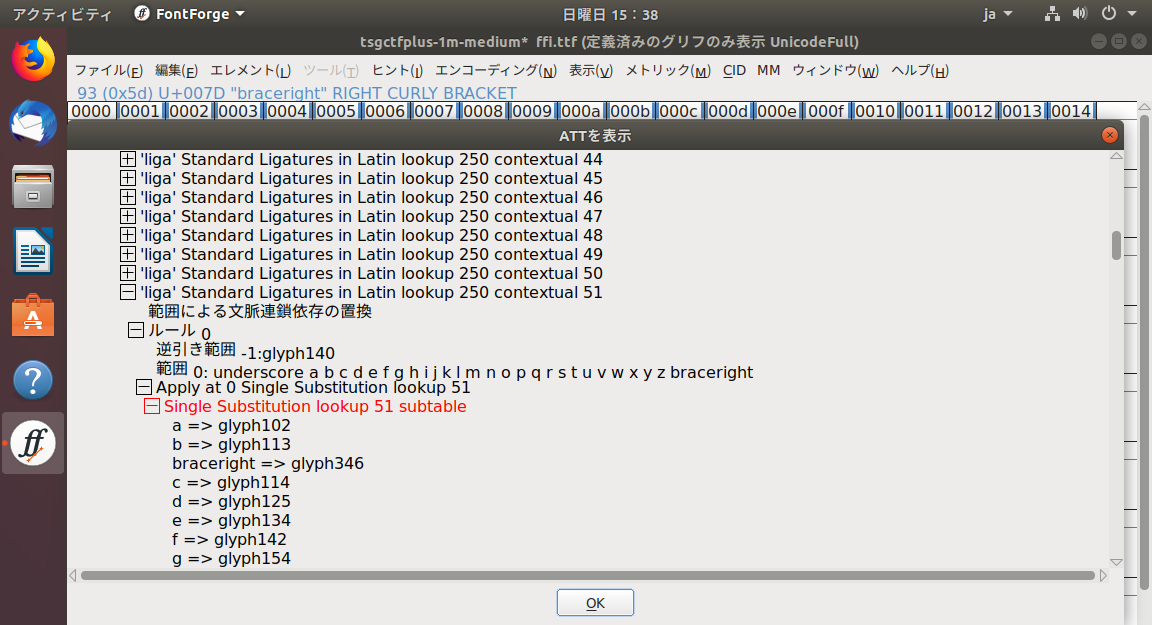 アクティビティ FontForge 日曜日 15：38 ja
tsgctfplus-1m-medium* ffi.ttf (定義済みのグリフのみ表示 UnicodeFull)
ファイル(F) 編集(E) エレメント(L) ツール(T) ヒント(I) エンコーディング(N) 表示(V) メトリック(M) CID MM ウィンドウ(W) ヘルプ(H)
93 (0x5d) U+007D "braceright" RIGHT CURLY BRACKET
0000 0001 0002 0003 0004 0005 0006 0007 0008 0009 000a 000b 000c 000d 000e 000f 0010 0011 0012 0013 0014
ATTを表示
'liga' Standard Ligatures in Latin lookup 250 contextual 44
'liga' Standard Ligatures in Latin lookup 250 contextual 45
'liga' Standard Ligatures in Latin lookup 250 contextual 46
'liga' Standard Ligatures in Latin lookup 250 contextual 47
'liga' Standard Ligatures in Latin lookup 250 contextual 48
'liga' Standard Ligatures in Latin lookup 250 contextual 49
'liga' Standard Ligatures in Latin lookup 250 contextual 50
'liga' Standard Ligatures in Latin lookup 250 contextual 51
範囲による文脈連鎖依存の置換
ルール 0
逆引き範囲 -1:glyph140
範囲 0: underscore a b c d e f g h i j k l m n o p q r s t u v w x y z braceright
Apply at 0 Single Substitution lookup 51
Single Substitution lookup 51 subtable
a => glyph102
b => glyph113
braceright => glyph346
c => glyph114
d => glyph125
e => glyph134
f => glyph142
g => glyph154
OK